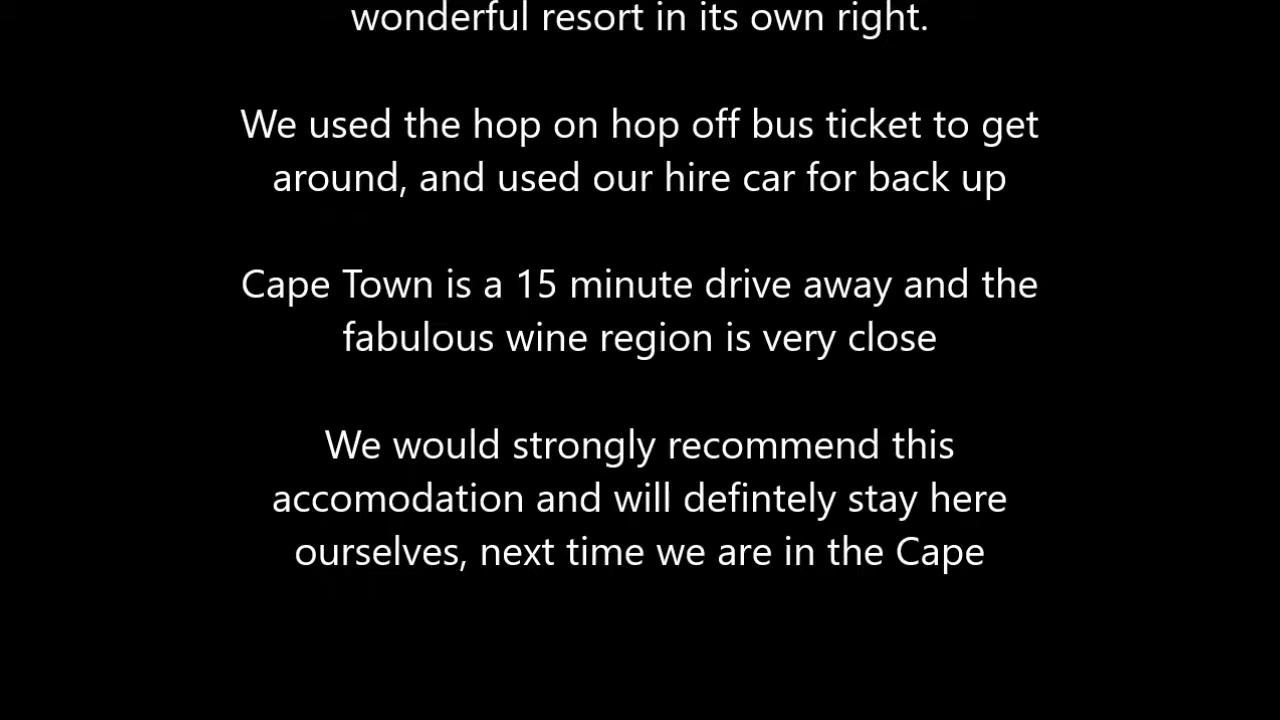 wonderful resort in its own right.
We used the hop on hop off bus ticket to get
around, and used our hire car for back up
Cape Town is a 15 minute drive away and the
fabulous wine region is very close
We would strongly recommend this
accomodation and will defintely stay here
ourselves, next time we are in the Cape